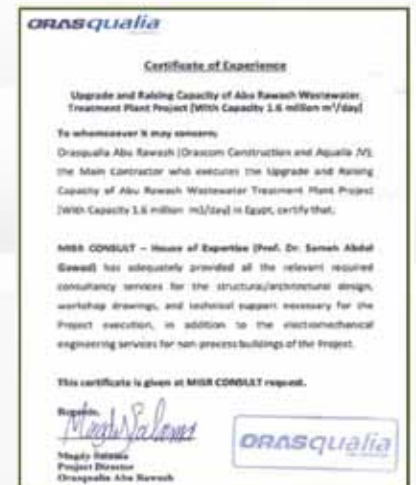 ORASqualia
Certificate of Experience
Upgrade and Raising Capacity of Abu Rawash Wastewater
Treatment Plant Project [With Capacity 1.6 million m³/day]
To whomsoever it may concern;
Orasqualia Abu Rawash (Orascom Construction and Aqualia JV);
the Main Contractor who executes the Upgrade and Raising
Capacity of Abu Rawash Wastewater Treatment Plant Project
[With Capacity 1.6 million m3/day] in Egypt, certify that,
MISR CONSULT – House of Expertise (Prof. Dr. Sameh Abdel
Gawad) has adequately provided all the relevant required
consultancy services for the structural/architectural design,
workshop drawings, and technical support necessary for the
Project execution, in addition to the electromechanical
engineering services for non-process buildings of the Project.
This certificate is given at MISR CONSULT request.
Regards,
Magdy Salama
Magdy Salama
Project Director
Orasqualia Abu Rawash
ORASqualia